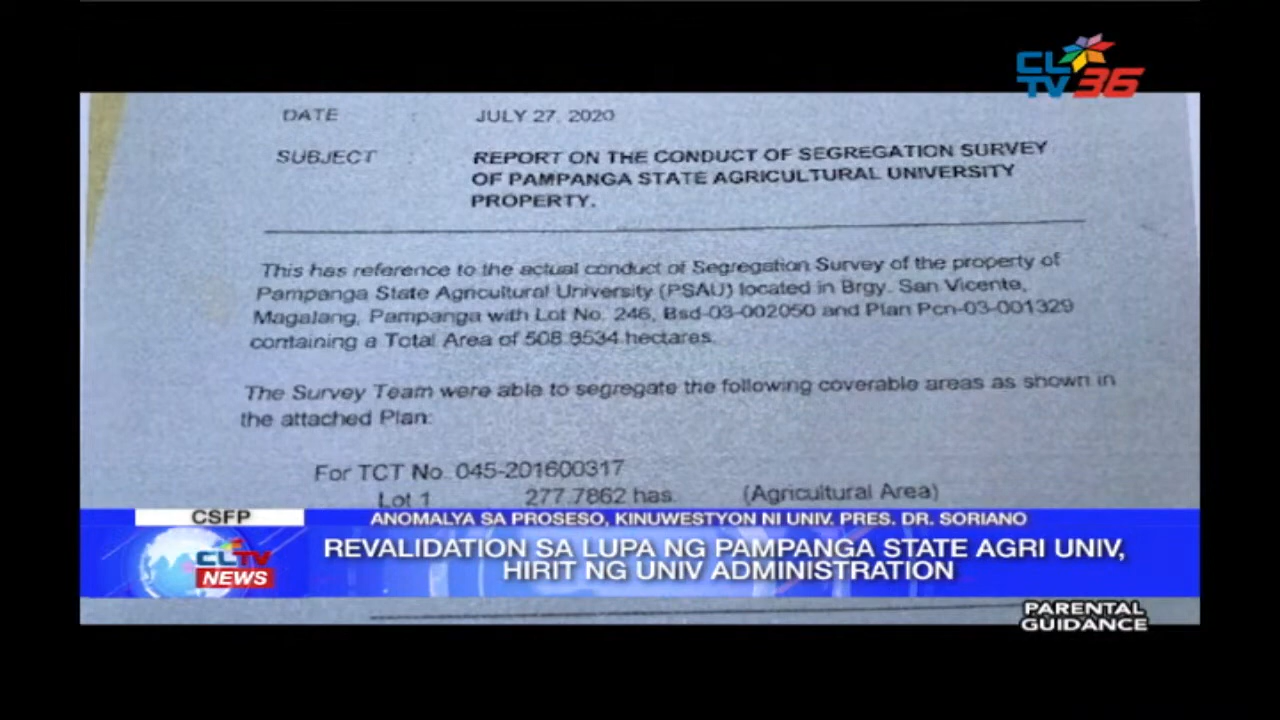 CL
TV36
DATE : JULY 27, 2020
SUBJECT : REPORT ON THE CONDUCT OF SEGREGATION SURVEY
OF PAMPANGA STATE AGRICULTURAL UNIVERSITY
PROPERTY.
This has reference to the actual conduct of Segregation Survey of the property of
Pampanga State Agricultural University (PSAU) located in Brgy. San Vicente,
Magalang, Pampanga with Lot No. 246, Bsd-03-002050 and Plan Pcn-03-001329
containing a Total Area of hectares.
The Survey Team were able to segregate the following coverable areas as shown in
the attached Plan:
For TCT No. 045-201600317
Lot 1 277.7862 has. (Agricultural Area)
CSFP
ANOMALYA SA PROSESO, KINUWESTYON NI UNIV. PRES. DR. SORIANO
CLTV
NEWS
REVALIDATION SA LUPA NG PAMPANGA STATE AGRI UNIV,
HIRIT NG UNIV ADMINISTRATION
PARENTAL
GUIDANCE